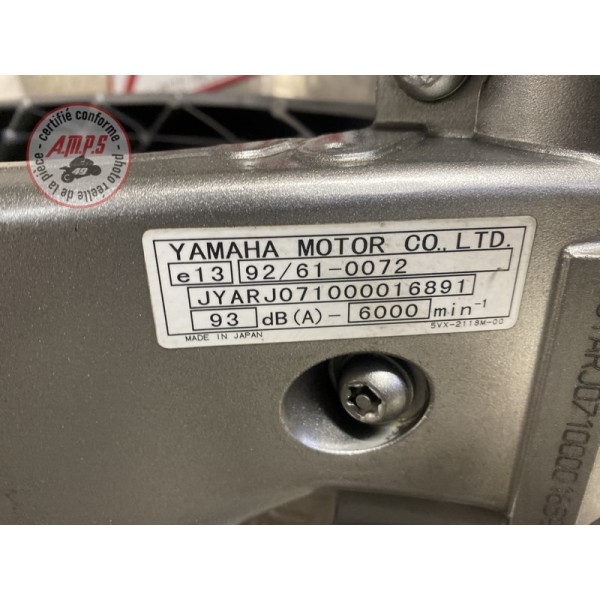 certifié conforme
A.M.P.S
49
photo réelle de la pièce
YAMAHA MOTOR CO., LTD.
e13 92/61-0072
JYARJ071000016891
93 dB(A) - 6000 min⁻¹
5VX-2118M-00
MADE IN JAPAN